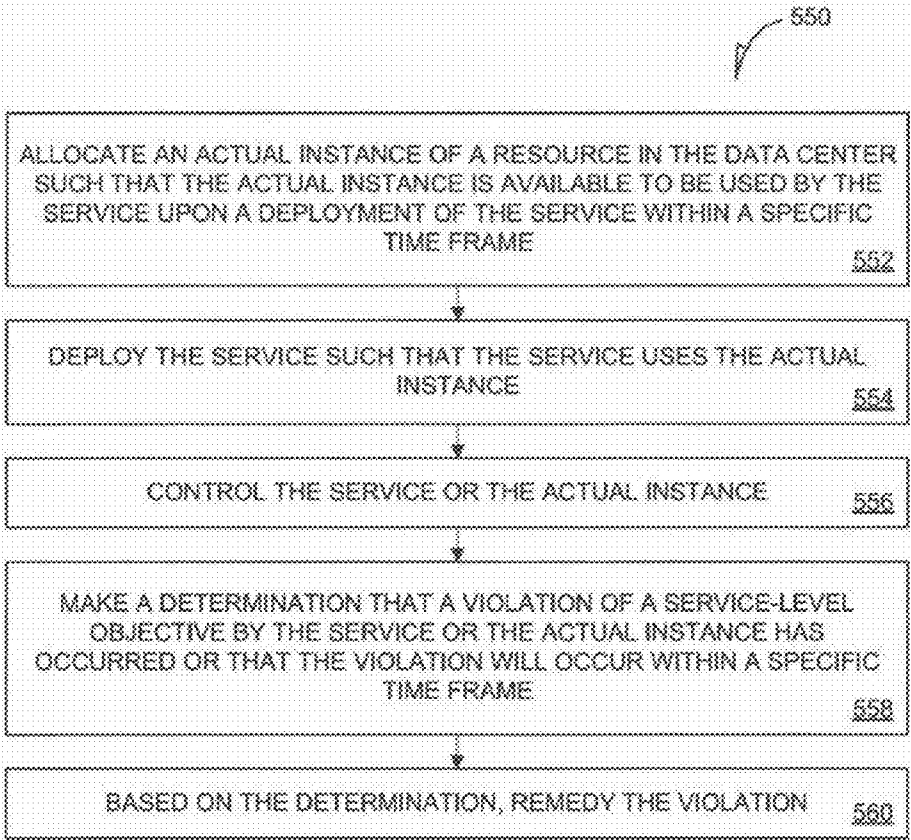 550
ALLOCATE AN ACTUAL INSTANCE OF A RESOURCE IN THE DATA CENTER
SUCH THAT THE ACTUAL INSTANCE IS AVAILABLE TO BE USED BY THE
SERVICE UPON A DEPLOYMENT OF THE SERVICE WITHIN A SPECIFIC
TIME FRAME
552
DEPLOY THE SERVICE SUCH THAT THE SERVICE USES THE ACTUAL
INSTANCE
554
CONTROL THE SERVICE OR THE ACTUAL INSTANCE
556
MAKE A DETERMINATION THAT A VIOLATION OF A SERVICE-LEVEL
OBJECTIVE BY THE SERVICE OR THE ACTUAL INSTANCE HAS
OCCURRED OR THAT THE VIOLATION WILL OCCUR WITHIN A SPECIFIC
TIME FRAME
558
BASED ON THE DETERMINATION, REMEDY THE VIOLATION
560